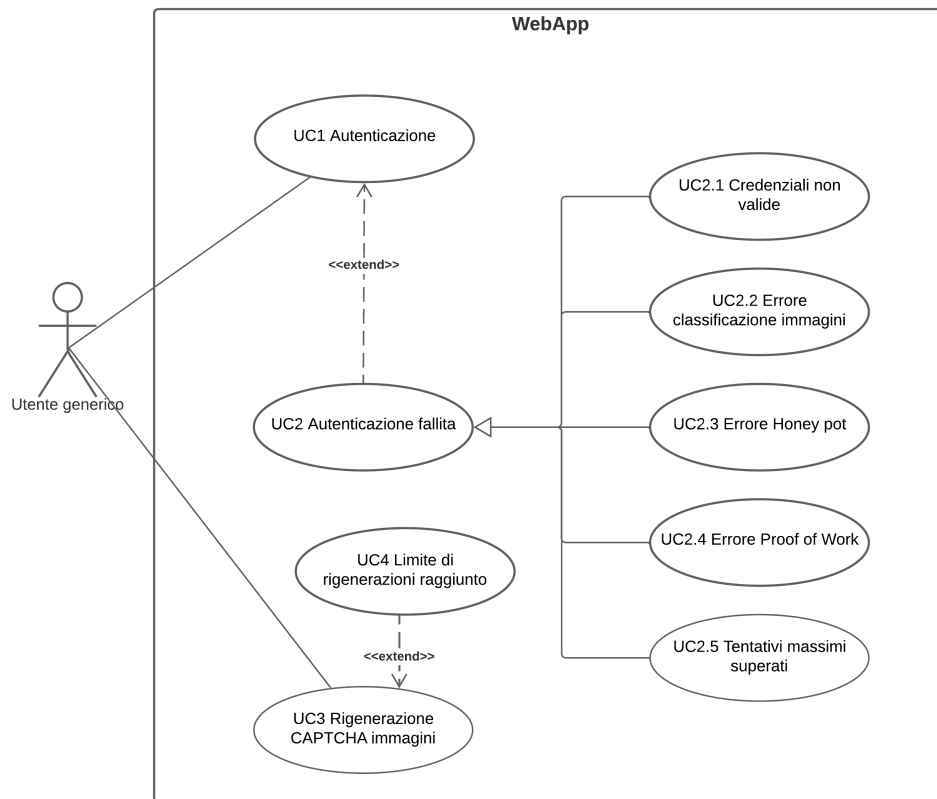 WebApp
UC1 Autenticazione
UC2.1 Credenziali non
valide
<<extend>>
UC2.2 Errore
classificazione immagini
Utente generico
UC2 Autenticazione fallita
UC2.3 Errore Honey pot
UC2.4 Errore Proof of Work
UC4 Limite di
rigenerazioni raggiunto
<<extend>>
UC2.5 Tentativi massimi
superati
UC3 Rigenerazione
CAPTCHA immagini